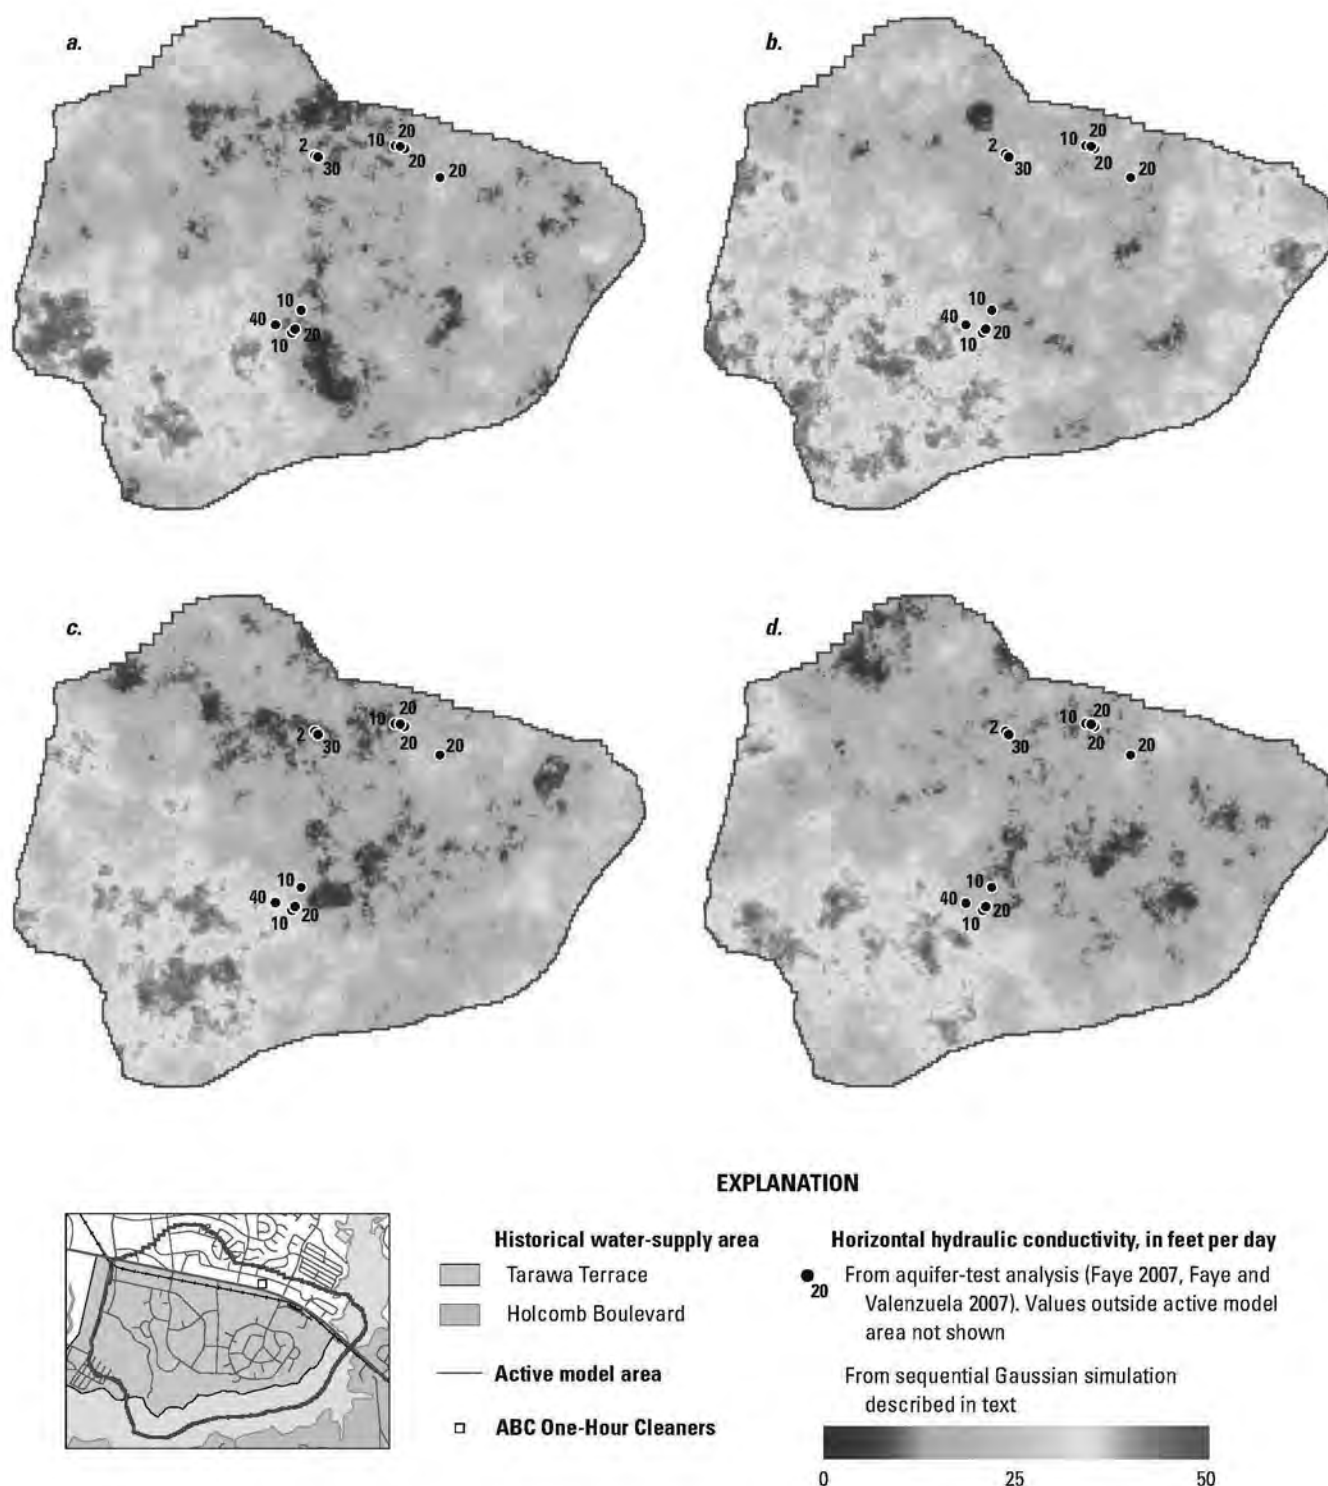 a.
b.
20
10
2
20
30
20
10
40
10
20
20
10
2
20
30
20
10
40
10
20
c.
d.
20
10
2
20
30
20
10
40
10
20
20
10
2
20
30
20
10
40
10
20
EXPLANATION
Historical water-supply area
Tarawa Terrace
Holcomb Boulevard
Active model area
ABC One-Hour Cleaners
Horizontal hydraulic conductivity, in feet per day
20
From aquifer-test analysis (Faye 2007, Faye and
Valenzuela 2007). Values outside active model
area not shown
From sequential Gaussian simulation
described in text
0 25 50